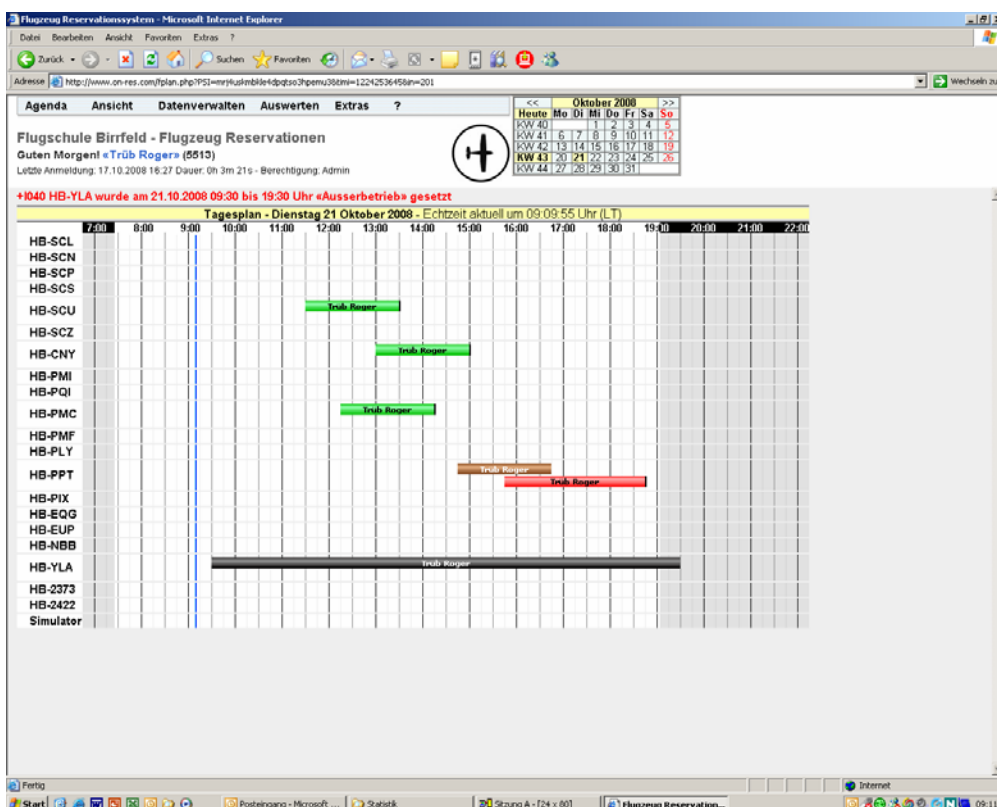 Flugzeug Reservationssystem - Microsoft Internet Explorer
Datei Bearbeiten Ansicht Favoriten Extras ?
Zurück Suchen Favoriten
Adresse Wechseln zu
Agenda Ansicht Datenverwalten Auswerten Extras ?
<< Oktober 2008 >>
Heute Mo Di Mi Do Fr Sa So
KW 40 1 2 3 4 5
KW 41 6 7 8 9 10 11 12
KW 42 13 14 15 16 17 18 19
KW 43 20 21 22 23 24 25 26
KW 44 27 28 29 30 31
Flugschule Birrfeld - Flugzeug Reservationen
Guten Morgen! «Trüb Roger» (5513)
Letzte Anmeldung: 17.10.2008 16:27 Dauer: 0h 3m 21s - Berechtigung: Admin
+I040 HB-YLA wurde am 21.10.2008 09:30 bis 19:30 Uhr «Ausserbetrieb» gesetzt
Tagesplan - Dienstag 21 Oktober 2008 - Echtzeit aktuell um 09:09:55 Uhr (LT)
7:00 8:00 9:00 10:00 11:00 12:00 13:00 14:00 15:00 16:00 17:00 18:00 19:00 20:00 21:00 22:00
HB-SCL
HB-SCN
HB-SCP
HB-SCS
HB-SCU Trüb Roger
HB-SCZ
HB-CNY Trüb Roger
HB-PMI
HB-PQI
HB-PMC Trüb Roger
HB-PMF
HB-PLY
HB-PPT Trüb Roger
Trüb Roger
HB-PIX
HB-EQG
HB-EUP
HB-NBB
HB-YLA Trüb Roger
HB-2373
HB-2422
Simulator
Fertig Internet
Start Posteingang - Microsoft ... Statistik Sitzung A - [24 x 80] Flugzeug Reservation...